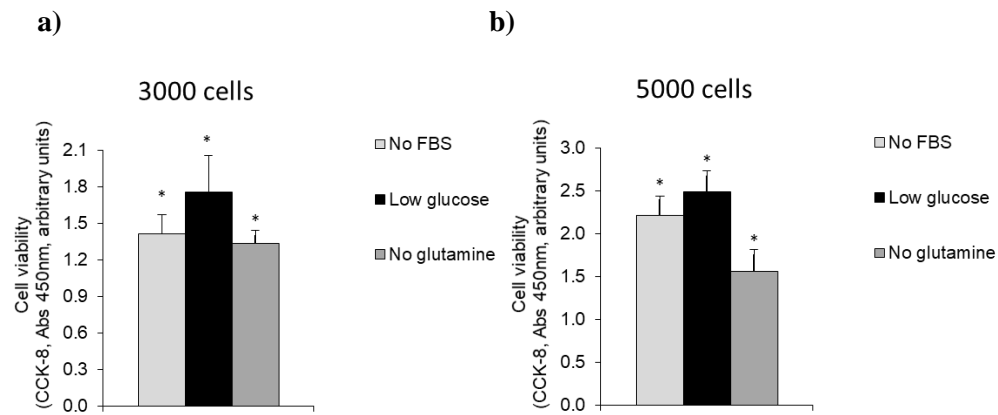 a)
3000 cells
Cell viability
(CCK-8, Abs 450nm, arbitrary units)
2.1
1.8
1.5
1.2
0.9
0.6
0.3
0.0
*
*
*
No FBS
Low glucose
No glutamine
b)
5000 cells
Cell viability
(CCK-8, Abs 450nm, arbitrary units)
3.0
2.5
2.0
1.5
1.0
0.5
0.0
*
*
*
No FBS
Low glucose
No glutamine